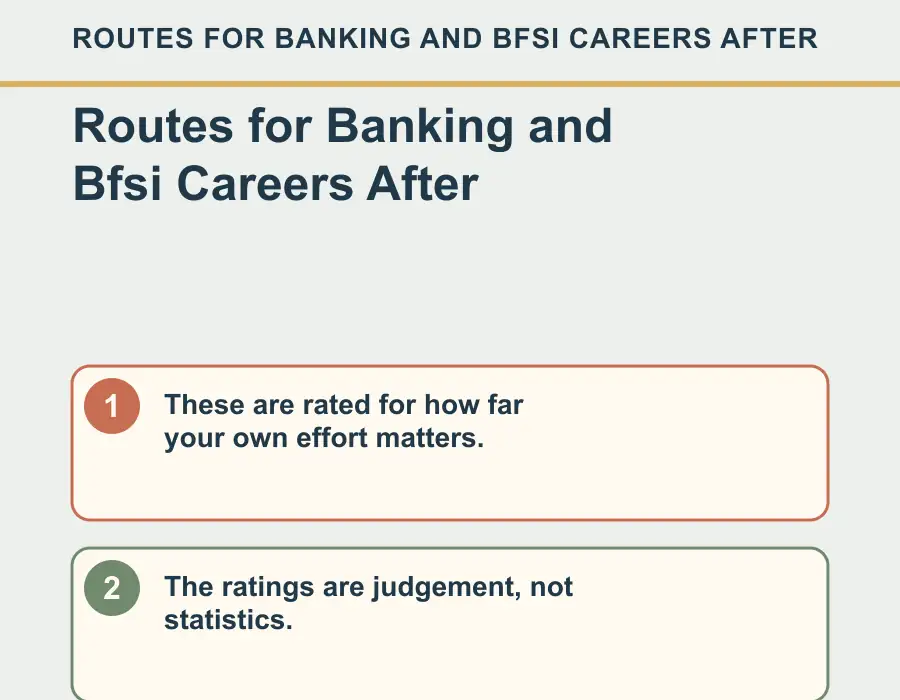 ROUTES FOR BANKING AND BFSI CAREERS AFTER
Routes for Banking and
Bfsi Careers After
1
These are rated for how far
your own effort matters.
2
The ratings are judgement, not
statistics.